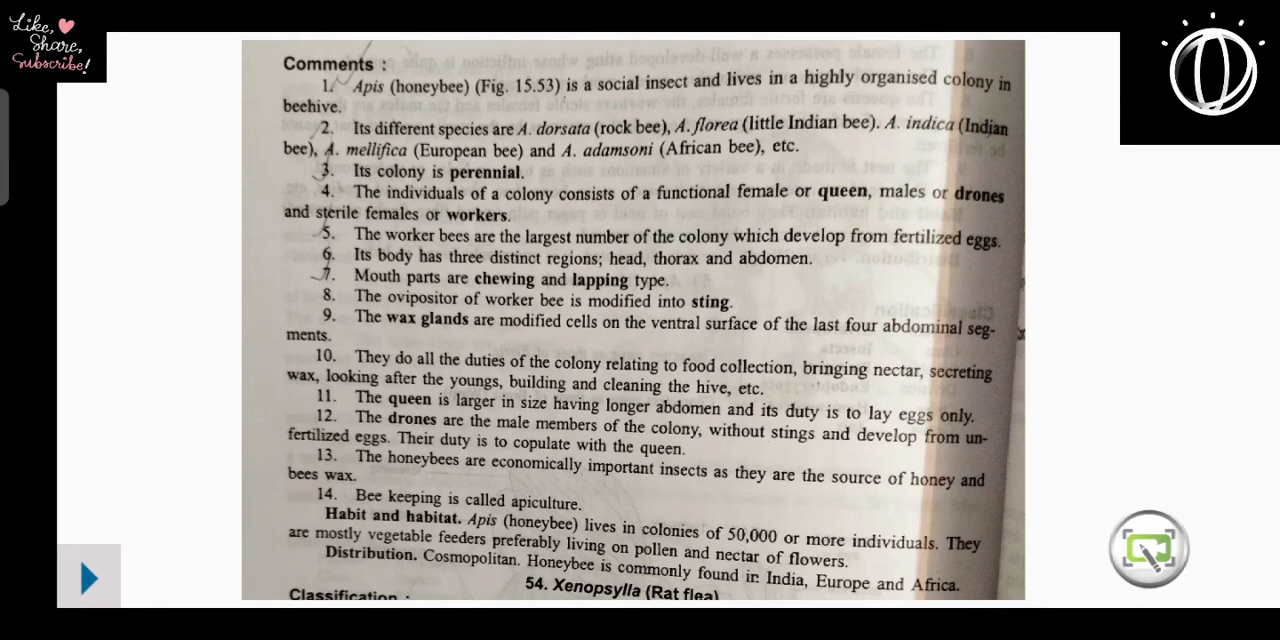 Like,
Share,
Subscribe!
Comments :
1. Apis (honeybee) (Fig. 15.53) is a social insect and lives in a highly organised colony in
beehive.
2. Its different species are A. dorsata (rock bee), A. florea (little Indian bee). A. indica (Indian
bee), A. mellifica (European bee) and A. adamsoni (African bee), etc.
3. Its colony is perennial.
4. The individuals of a colony consists of a functional female or queen, males or drones
and sterile females or workers.
5. The worker bees are the largest number of the colony which develop from fertilized eggs.
6. Its body has three distinct regions; head, thorax and abdomen.
7. Mouth parts are chewing and lapping type.
8. The ovipositor of worker bee is modified into sting.
9. The wax glands are modified cells on the ventral surface of the last four abdominal seg-
ments.
10. They do all the duties of the colony relating to food collection, bringing nectar, secreting
wax, looking after the youngs, building and cleaning the hive, etc.
11. The queen is larger in size having longer abdomen and its duty is to lay eggs only.
12. The drones are the male members of the colony, without stings and develop from un-
fertilized eggs. Their duty is to copulate with the queen.
13. The honeybees are economically important insects as they are the source of honey and
bees wax.
14. Bee keeping is called apiculture.
Habit and habitat. Apis (honeybee) lives in colonies of 50,000 or more individuals. They
are mostly vegetable feeders preferably living on pollen and nectar of flowers.
Distribution. Cosmopolitan. Honeybee is commonly found in India, Europe and Africa.
54. Xenopsylla (Rat flea)
Classification :